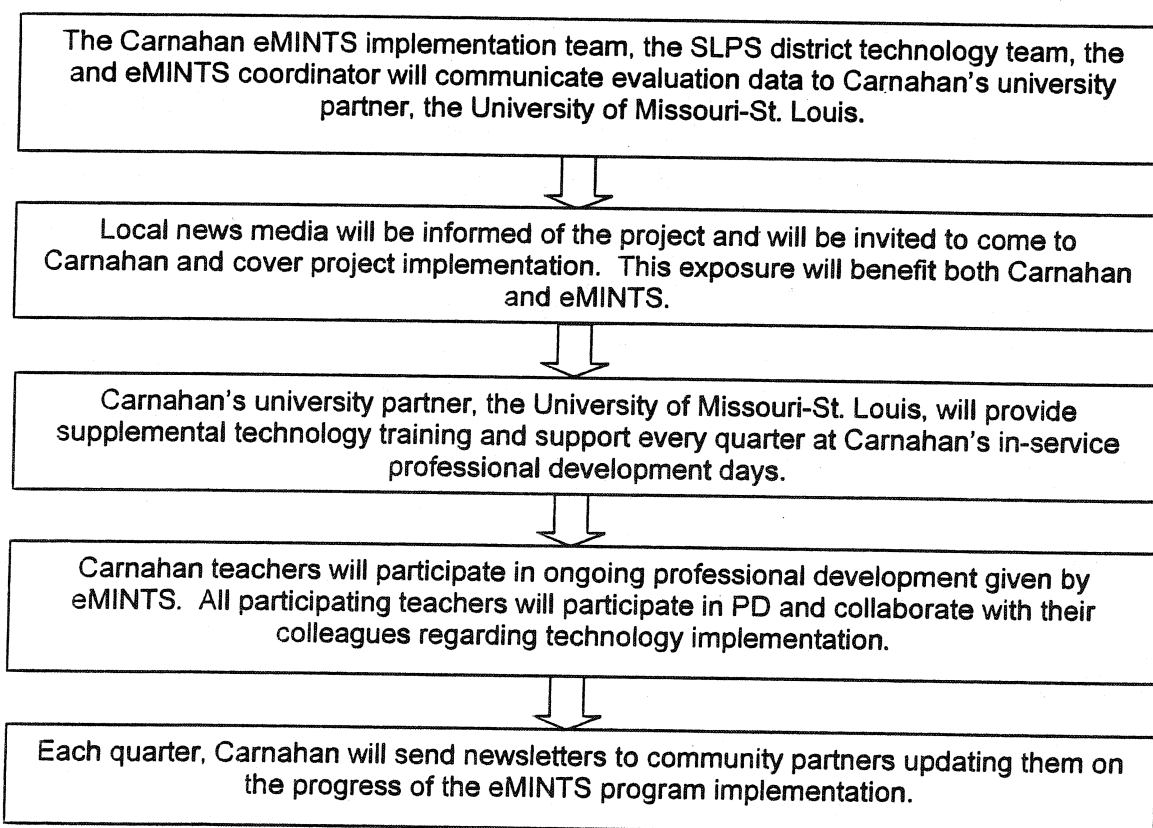 The Carnahan eMINTS implementation team, the SLPS district technology team, the
and eMINTS coordinator will communicate evaluation data to Carnahan's university
partner, the University of Missouri-St. Louis.
Local news media will be informed of the project and will be invited to come to
Carnahan and cover project implementation. This exposure will benefit both Carnahan
and eMINTS.
Carnahan's university partner, the University of Missouri-St. Louis, will provide
supplemental technology training and support every quarter at Carnahan's in-service
professional development days.
Carnahan teachers will participate in ongoing professional development given by
eMINTS. All participating teachers will participate in PD and collaborate with their
colleagues regarding technology implementation.
Each quarter, Carnahan will send newsletters to community partners updating them on
the progress of the eMINTS program implementation.